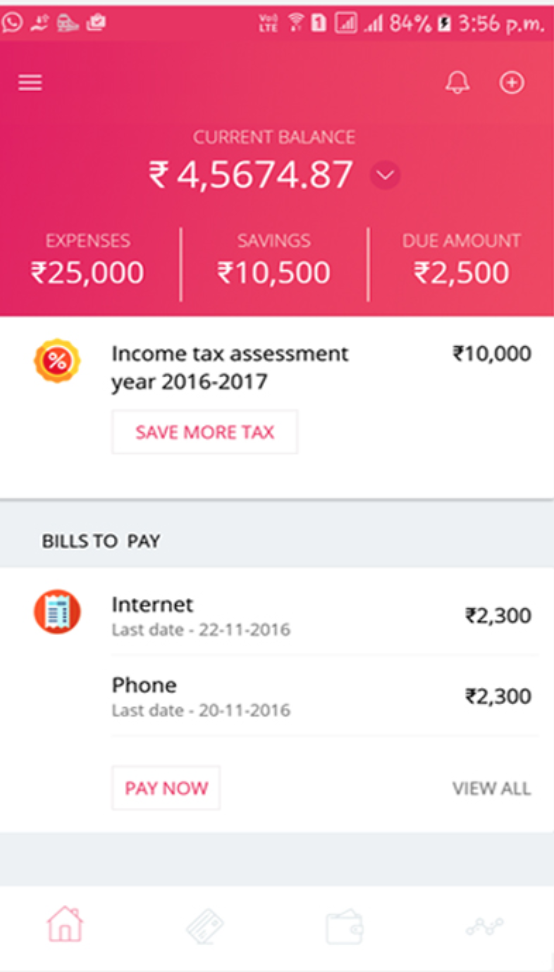 VoD LTE 1 84% 3:56 p.m.
CURRENT BALANCE
₹ 4,5674.87
EXPENSES SAVINGS DUE AMOUNT
₹25,000 ₹10,500 ₹2,500
% Income tax assessment ₹10,000
year 2016-2017
SAVE MORE TAX
BILLS TO PAY
Internet ₹2,300
Last date - 22-11-2016
Phone ₹2,300
Last date - 20-11-2016
PAY NOW VIEW ALL